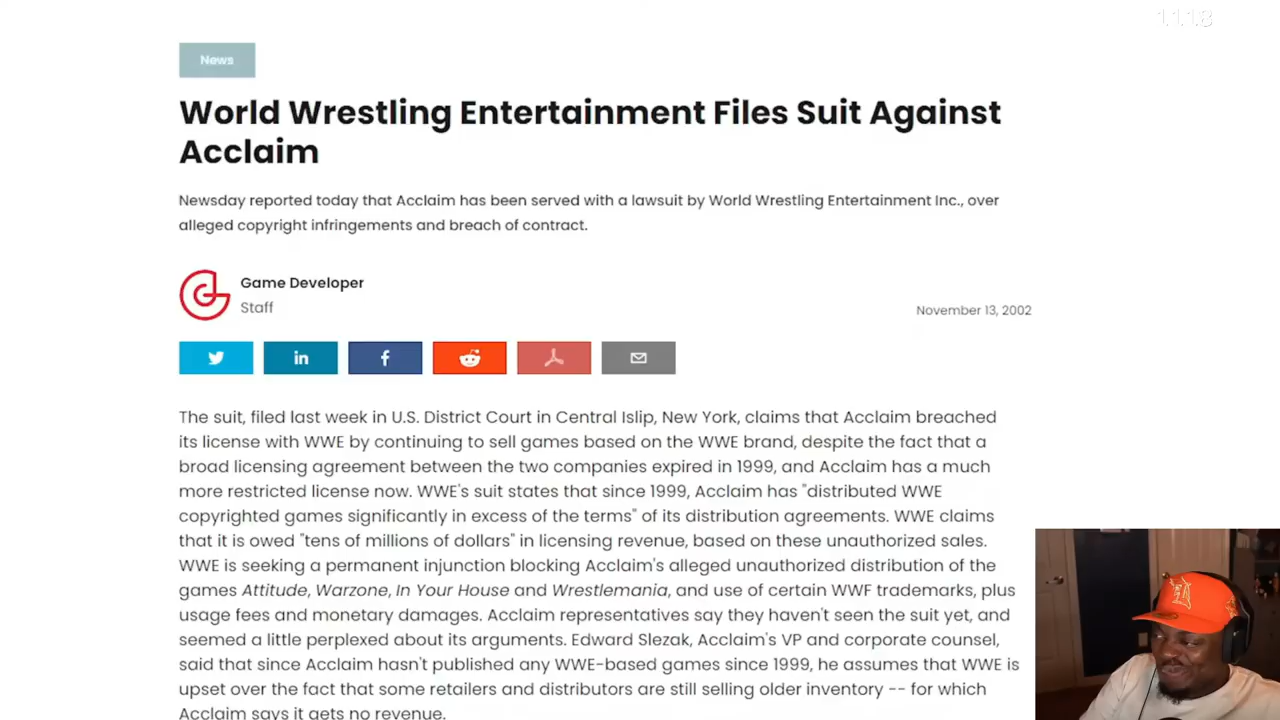 1.1.1.8
News
World Wrestling Entertainment Files Suit Against
Acclaim
Newsday reported today that Acclaim has been served with a lawsuit by World Wrestling Entertainment Inc., over
alleged copyright infringements and breach of contract.
Game Developer
Staff
November 13, 2002
in
f
The suit, filed last week in U.S. District Court in Central Islip, New York, claims that Acclaim breached
its license with WWE by continuing to sell games based on the WWE brand, despite the fact that a
broad licensing agreement between the two companies expired in 1999, and Acclaim has a much
more restricted license now. WWE's suit states that since 1999, Acclaim has "distributed WWE
copyrighted games significantly in excess of the terms" of its distribution agreements. WWE claims
that it is owed "tens of millions of dollars" in licensing revenue, based on these unauthorized sales.
WWE is seeking a permanent injunction blocking Acclaim's alleged unauthorized distribution of the
games Attitude, Warzone, In Your House and Wrestlemania, and use of certain WWF trademarks, plus
usage fees and monetary damages. Acclaim representatives say they haven't seen the suit yet, and
seemed a little perplexed about its arguments. Edward Slezak, Acclaim's VP and corporate counsel,
said that since Acclaim hasn't published any WWE-based games since 1999, he assumes that WWE is
upset over the fact that some retailers and distributors are still selling older inventory -- for which
Acclaim says it gets no revenue.